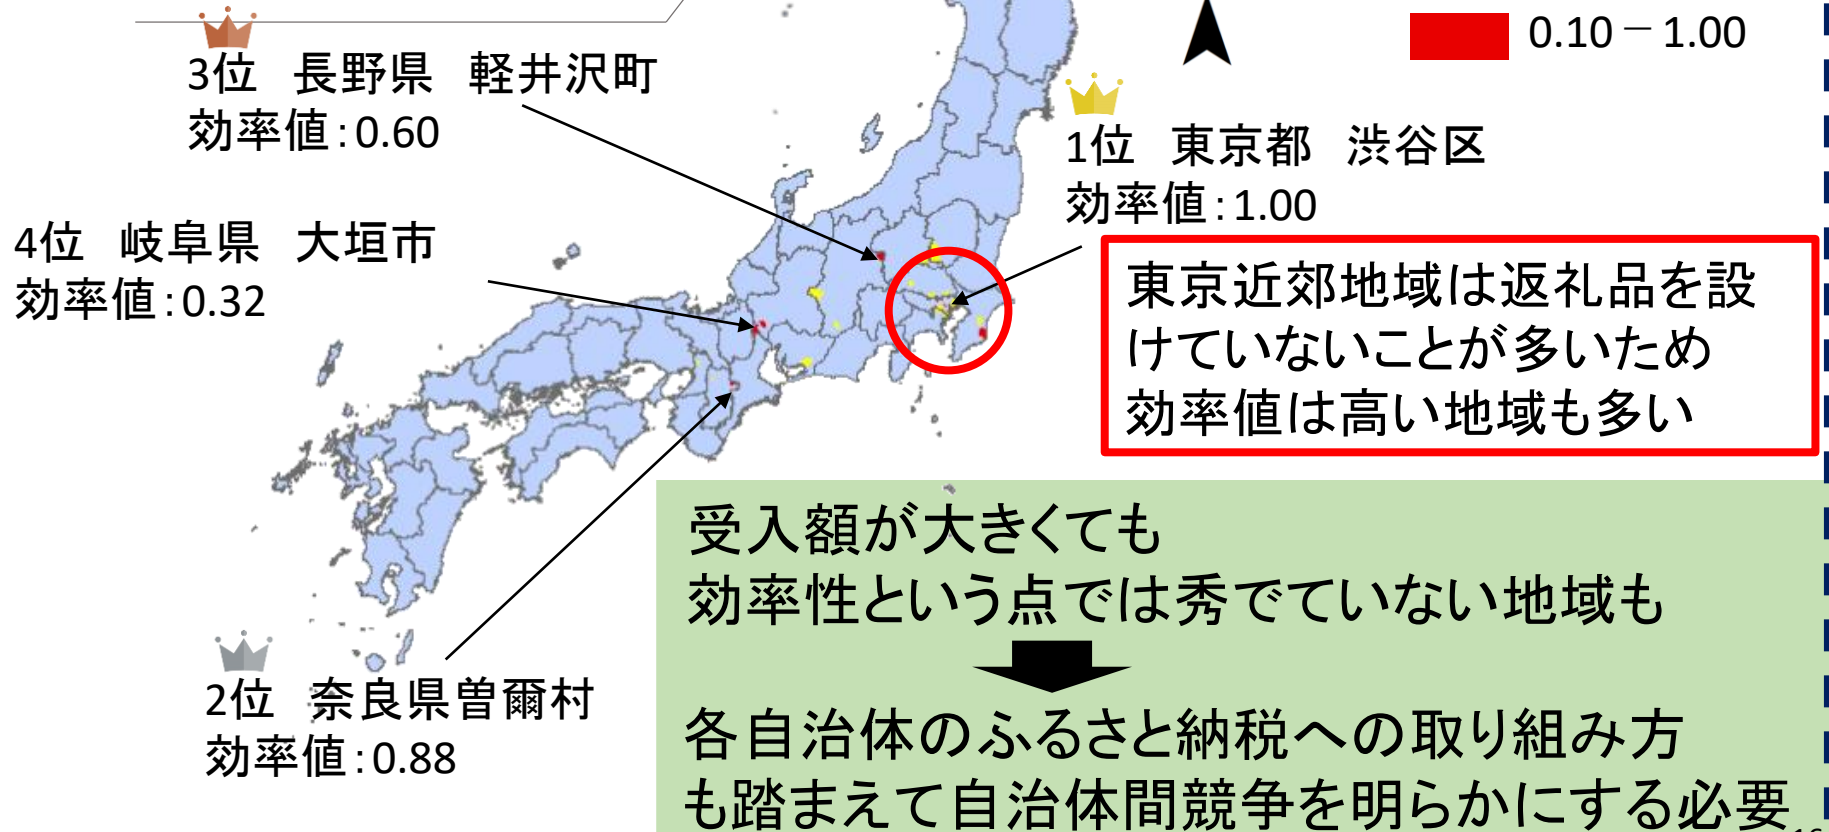 0.10－1.00
3位　長野県　軽井沢町
効率値：0.60
1位　東京都　渋谷区
効率値：1.00
4位　岐阜県　大垣市
効率値：0.32
東京近郊地域は返礼品を設
けていないことが多いため
効率値は高い地域も多い
受入額が大きくても
効率性という点では秀でていない地域も
2位　奈良県曽爾村
効率値：0.88
各自治体のふるさと納税への取り組み方
も踏まえて自治体間競争を明らかにする必要